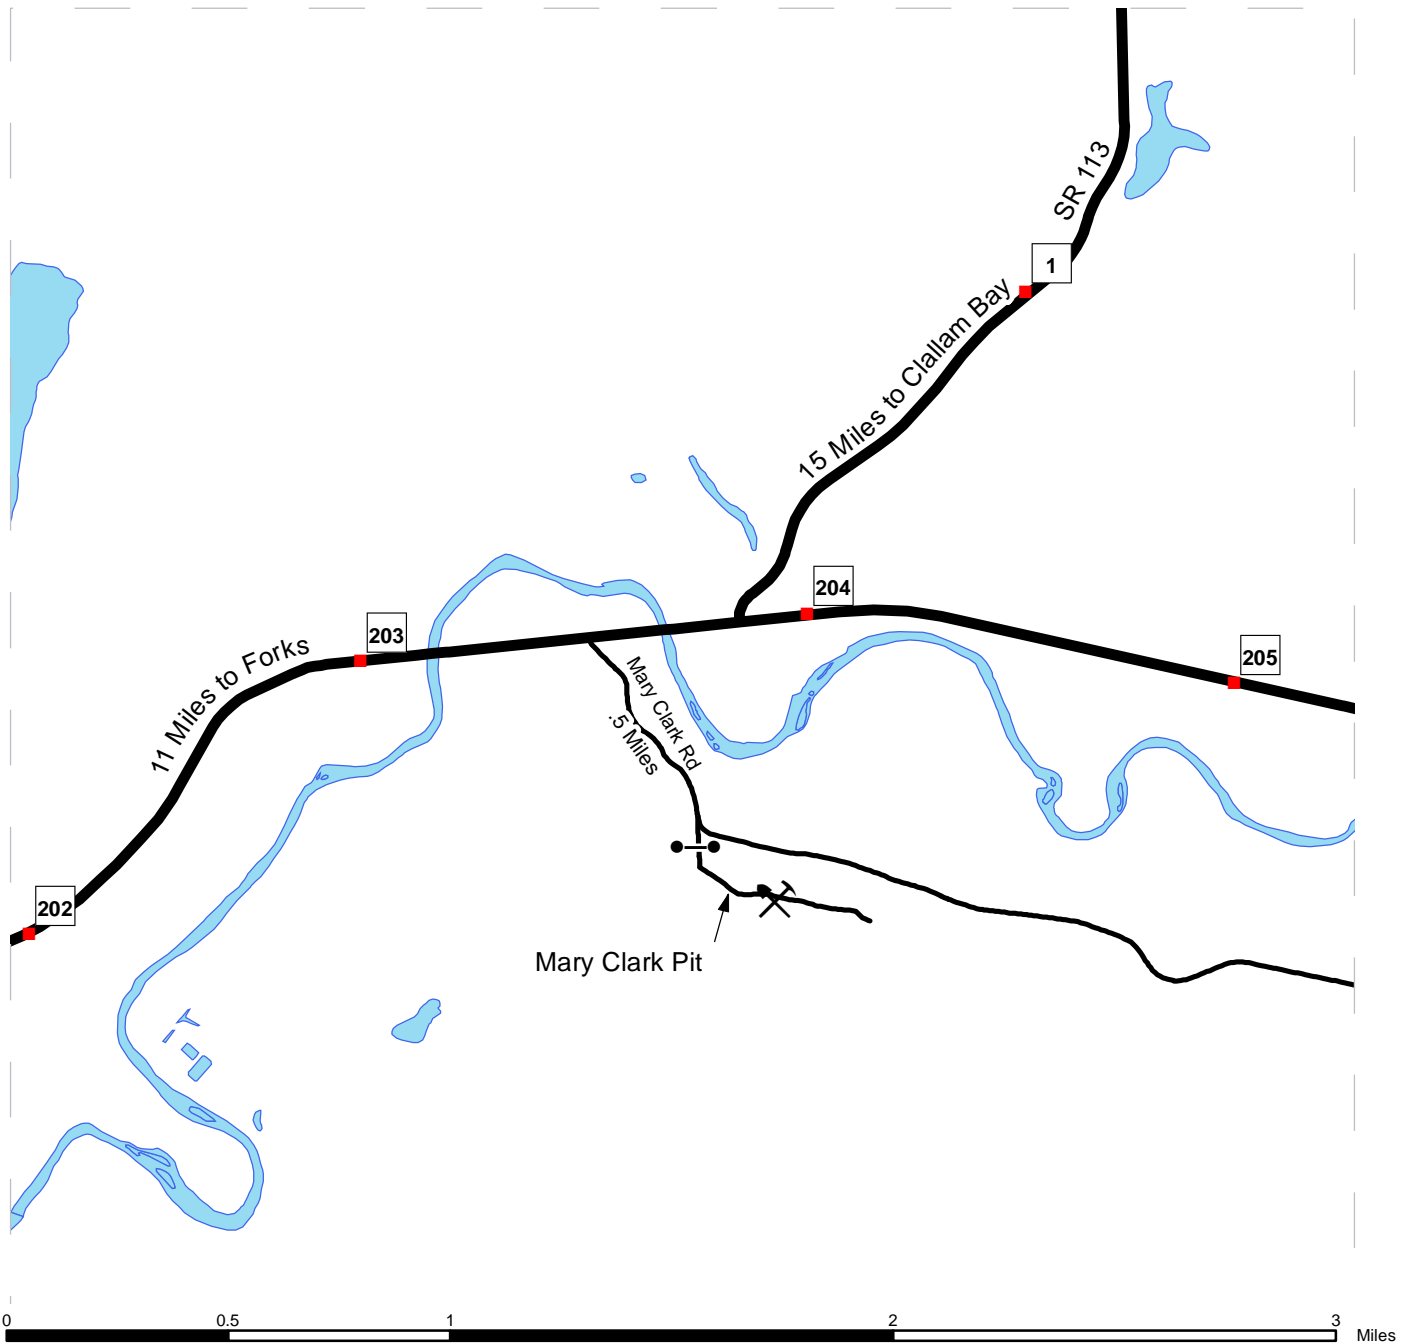 SR 113
1
15 Miles to Clallam Bay
204
203
205
11 Miles to Forks
Mary Clark Rd
.5 Miles
202
Mary Clark Pit
0 0.5 1 2 3
Miles